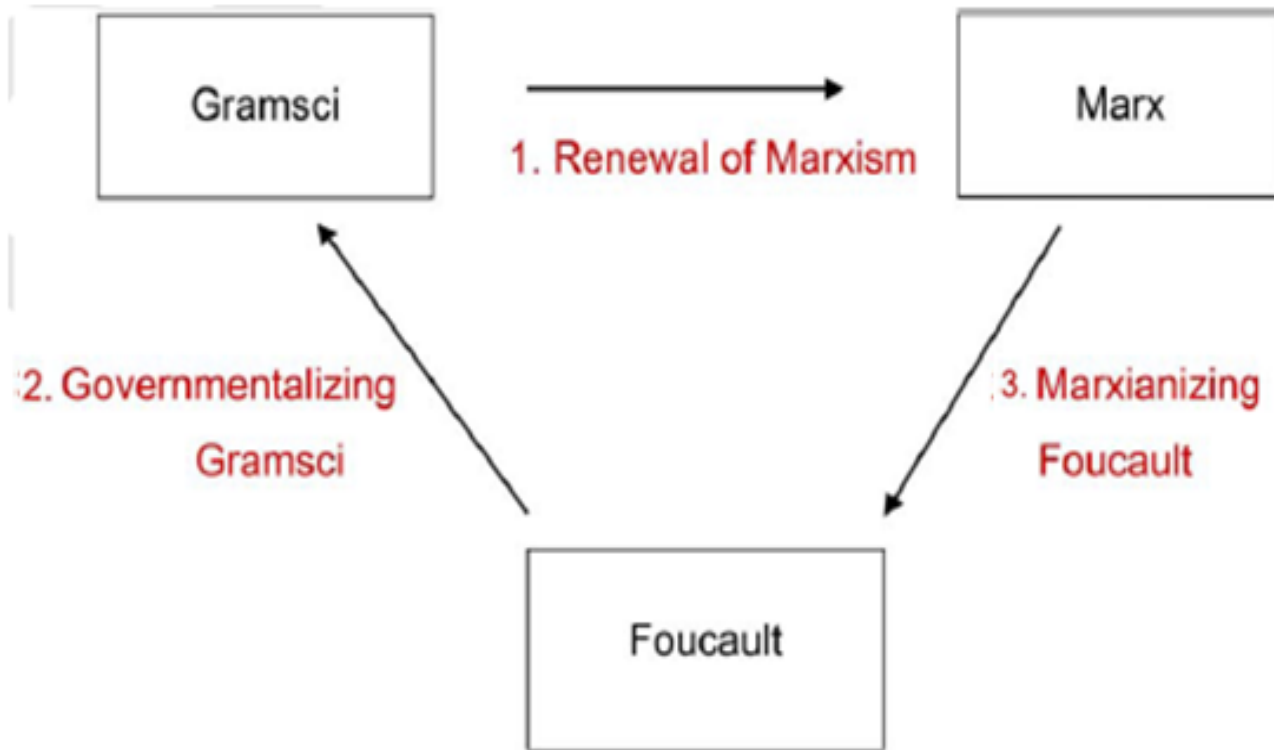 Gramsci
Marx
1. Renewal of Marxism
2. Governmentalizing
Gramsci
3. Marxianizing
Foucault
Foucault